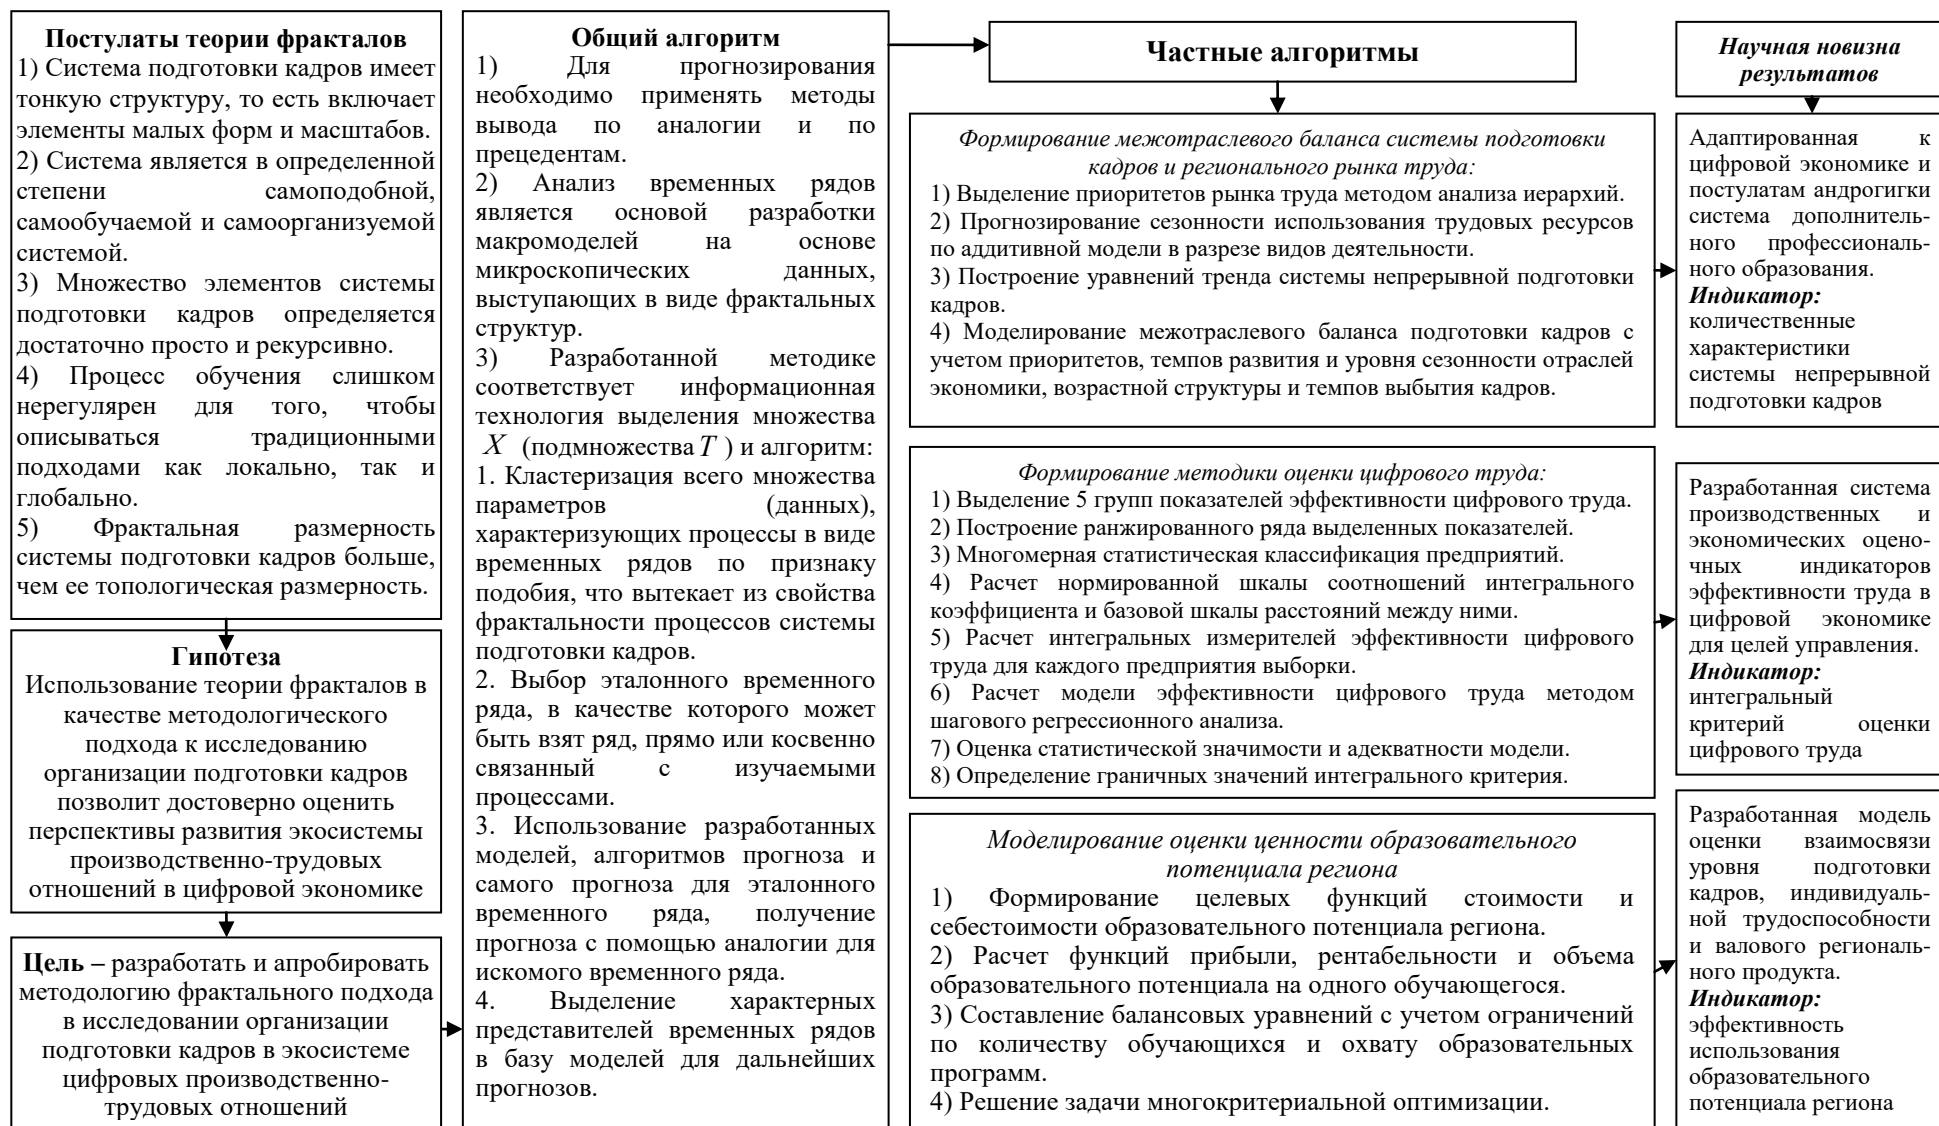 Постулаты теории фракталов
1) Система подготовки кадров имеет
тонкую структуру, то есть включает
элементы малых форм и масштабов.
2) Система является в определенной
степени самоподобной,
самообучаемой и самоорганизуемой
системой.
3) Множество элементов системы
подготовки кадров определяется
достаточно просто и рекурсивно.
4) Процесс обучения слишком
нерегулярен для того, чтобы
описываться традиционными
подходами как локально, так и
глобально.
5) Фрактальная размерность
системы подготовки кадров больше,
чем ее топологическая размерность.
Гипотеза
Использование теории фракталов в
качестве методологического
подхода к исследованию
организации подготовки кадров
позволит достоверно оценить
перспективы развития экосистемы
производственно-трудовых
отношений в цифровой экономике
Цель – разработать и апробировать
методологию фрактального подхода
в исследовании организации
подготовки кадров в экосистеме
цифровых производственно-
трудовых отношений
Общий алгоритм
1) Для прогнозирования
необходимо применять методы
вывода по аналогии и по
прецедентам.
2) Анализ временных рядов
является основой разработки
макромоделей на основе
микроскопических данных,
выступающих в виде фрактальных
структур.
3) Разработанной методике
соответствует информационная
технология выделения множества
X (подмножества T ) и алгоритм:
1. Кластеризация всего множества
параметров (данных),
характеризующих процессы в виде
временных рядов по признаку
подобия, что вытекает из свойства
фрактальности процессов системы
подготовки кадров.
2. Выбор эталонного временного
ряда, в качестве которого может
быть взят ряд, прямо или косвенно
связанный с изучаемыми
процессами.
3. Использование разработанных
моделей, алгоритмов прогноза и
самого прогноза для эталонного
временного ряда, получение
прогноза с помощью аналогии для
искомого временного ряда.
4. Выделение характерных
представителей временных рядов
в базу моделей для дальнейших
прогнозов.
Частные алгоритмы
Формирование межотраслевого баланса системы подготовки
кадров и регионального рынка труда:
1) Выделение приоритетов рынка труда методом анализа иерархий.
2) Прогнозирование сезонности использования трудовых ресурсов
по аддитивной модели в разрезе видов деятельности.
3) Построение уравнений тренда системы непрерывной подготовки
кадров.
4) Моделирование межотраслевого баланса подготовки кадров с
учетом приоритетов, темпов развития и уровня сезонности отраслей
экономики, возрастной структуры и темпов выбытия кадров.
Формирование методики оценки цифрового труда:
1) Выделение 5 групп показателей эффективности цифрового труда.
2) Построение ранжированного ряда выделенных показателей.
3) Многомерная статистическая классификация предприятий.
4) Расчет нормированной шкалы соотношений интегрального
коэффициента и базовой шкалы расстояний между ними.
5) Расчет интегральных измерителей эффективности цифрового
труда для каждого предприятия выборки.
6) Расчет модели эффективности цифрового труда методом
шагового регрессионного анализа.
7) Оценка статистической значимости и адекватности модели.
8) Определение граничных значений интегрального критерия.
Моделирование оценки ценности образовательного
потенциала региона
1) Формирование целевых функций стоимости и
себестоимости образовательного потенциала региона.
2) Расчет функций прибыли, рентабельности и объема
образовательного потенциала на одного обучающегося.
3) Составление балансовых уравнений с учетом ограничений
по количеству обучающихся и охвату образовательных
программ.
4) Решение задачи многокритериальной оптимизации.
Научная новизна
результатов
Адаптированная к
цифровой экономике и
постулатам андрогигки
система дополнитель-
ного профессиональ-
ного образования.
Индикатор:
количественные
характеристики
системы непрерывной
подготовки кадров
Разработанная система
производственных и
экономических оцено-
чных индикаторов
эффективности труда в
цифровой экономике
для целей управления.
Индикатор:
интегральный
критерий оценки
цифрового труда
Разработанная модель
оценки взаимосвязи
уровня подготовки
кадров, индивидуаль-
ной трудоспособности
и валового региональ-
ного продукта.
Индикатор:
эффективность
использования
образовательного
потенциала региона